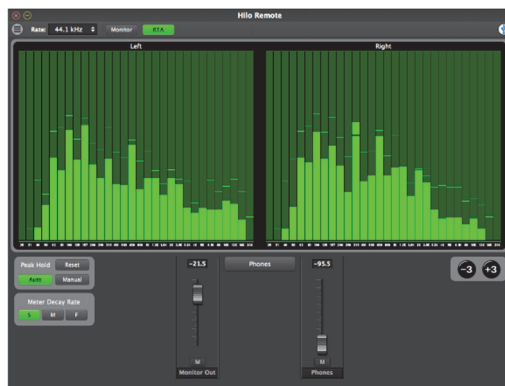 Hilo Remote
Rate: 44.1 kHz Monitor RTA
Left Right
Peak Hold Reset
Auto Manual
Meter Decay Rate
S M F
-21.5 Phones -95.5
M M
Monitor Out Phones
-3 +3